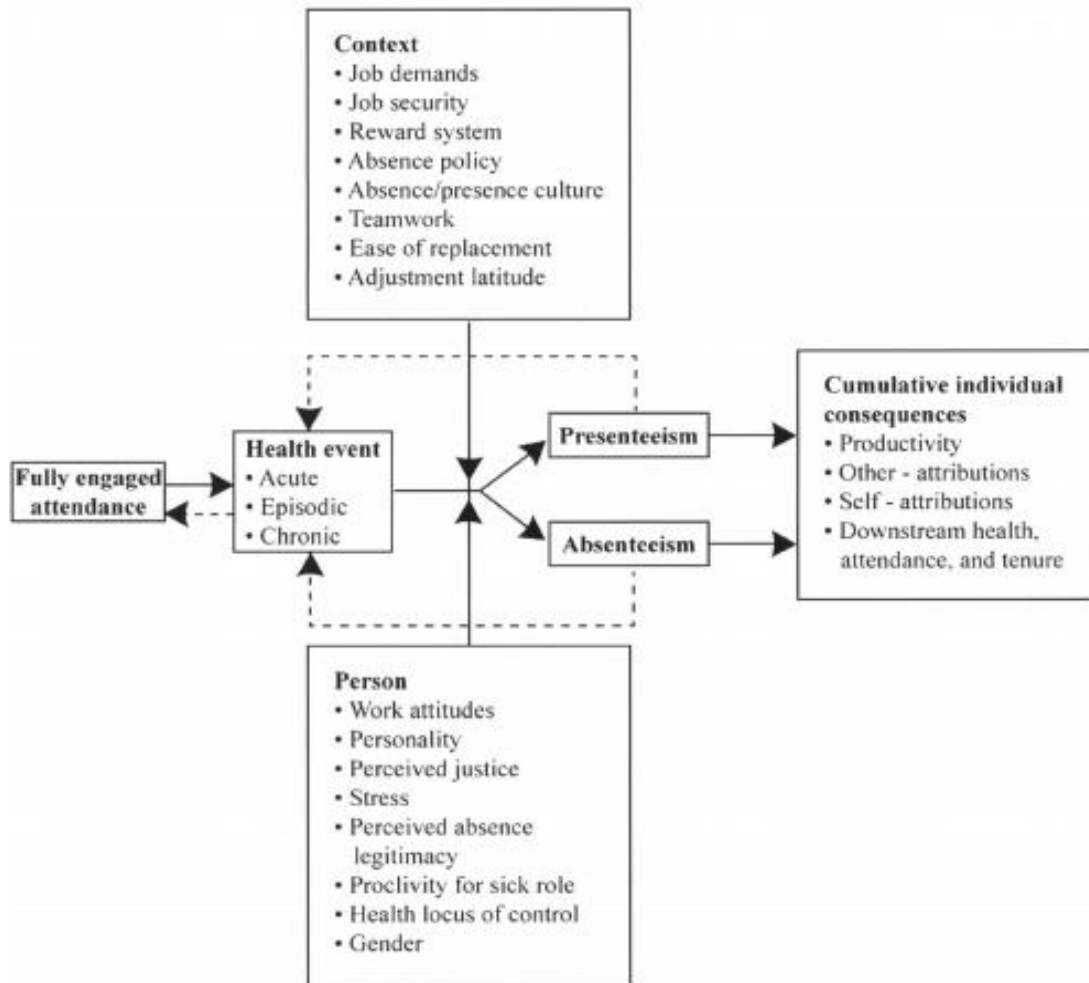 Context
• Job demands
• Job security
• Reward system
• Absence policy
• Absence/presence culture
• Teamwork
• Ease of replacement
• Adjustment latitude
Fully engaged
attendance
Health event
• Acute
• Episodic
• Chronic
Presenteeism
Absenteeism
Cumulative individual
consequences
• Productivity
• Other - attributions
• Self - attributions
• Downstream health,
attendance, and tenure
Person
• Work attitudes
• Personality
• Perceived justice
• Stress
• Perceived absence
legitimacy
• Proclivity for sick role
• Health locus of control
• Gender